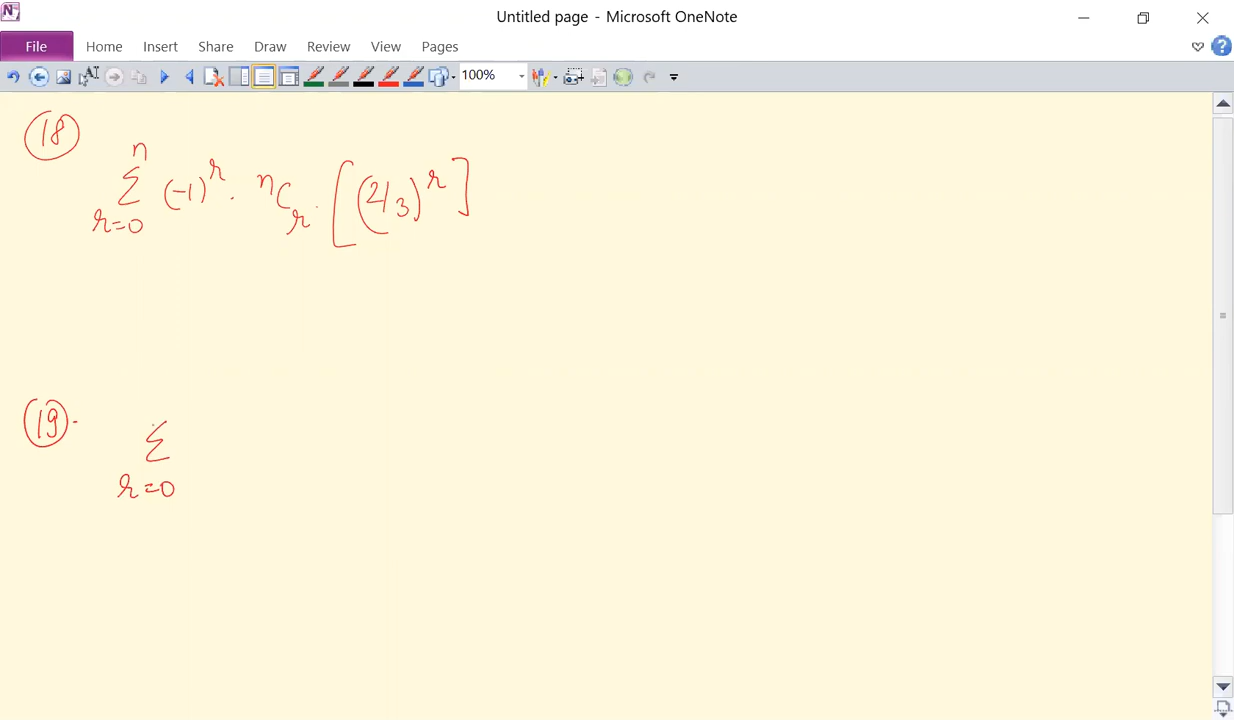 Untitled page - Microsoft OneNote
File Home Insert Share Draw Review View Pages
100%
(18)
n
Σ (-1)^r . nCr . [(2/3)^r]
r=0
(19).
Σ
r=0